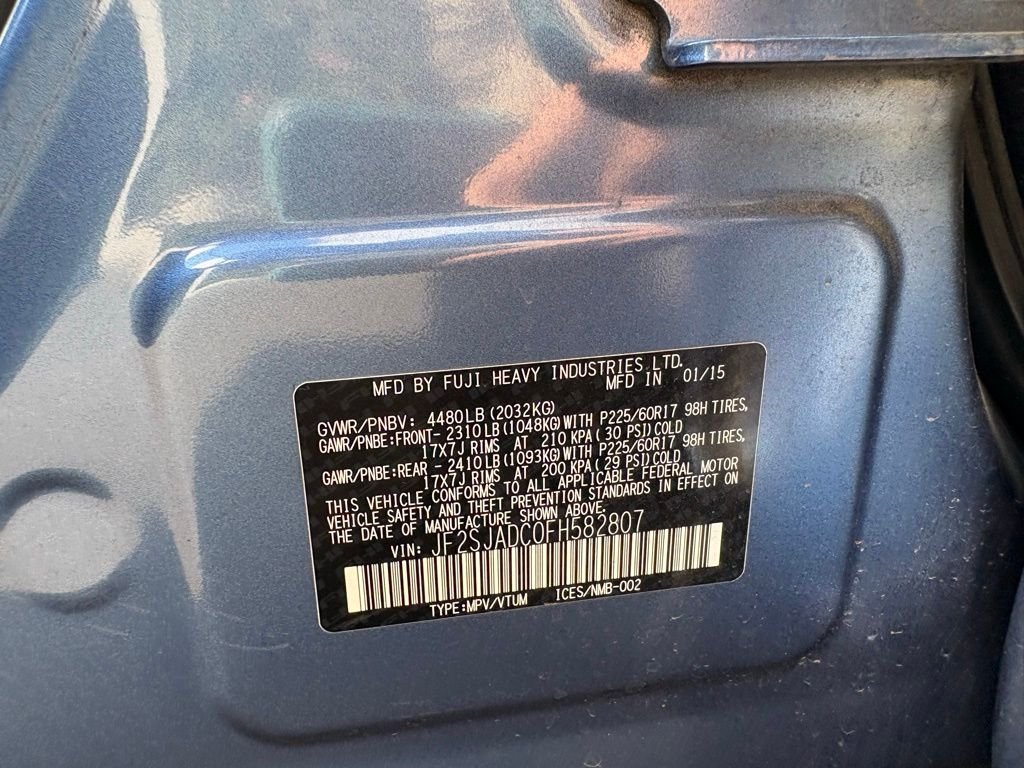 MFD BY FUJI HEAVY INDUSTRIES LTD.
MFD IN 01/15
GVWR/PNBV: 4480LB(2032KG)
GAWR/PNBE:FRONT- 2310LB(1048KG)WITH P225/60R17 98H TIRES,
17X7J RIMS AT 210 KPA(30 PSI)COLD
GAWR/PNBE:REAR - 2410LB(1093KG)WITH P225/60R17 98H TIRES,
17X7J RIMS AT 200 KPA(29 PSI)COLD
THIS VEHICLE CONFORMS TO ALL APPLICABLE FEDERAL MOTOR
VEHICLE SAFETY AND THEFT PREVENTION STANDARDS IN EFFECT ON
THE DATE OF MANUFACTURE SHOWN ABOVE.
VIN: JF2SJADC0FH582807
TYPE:MPV/VTUM ICES/NMB-002